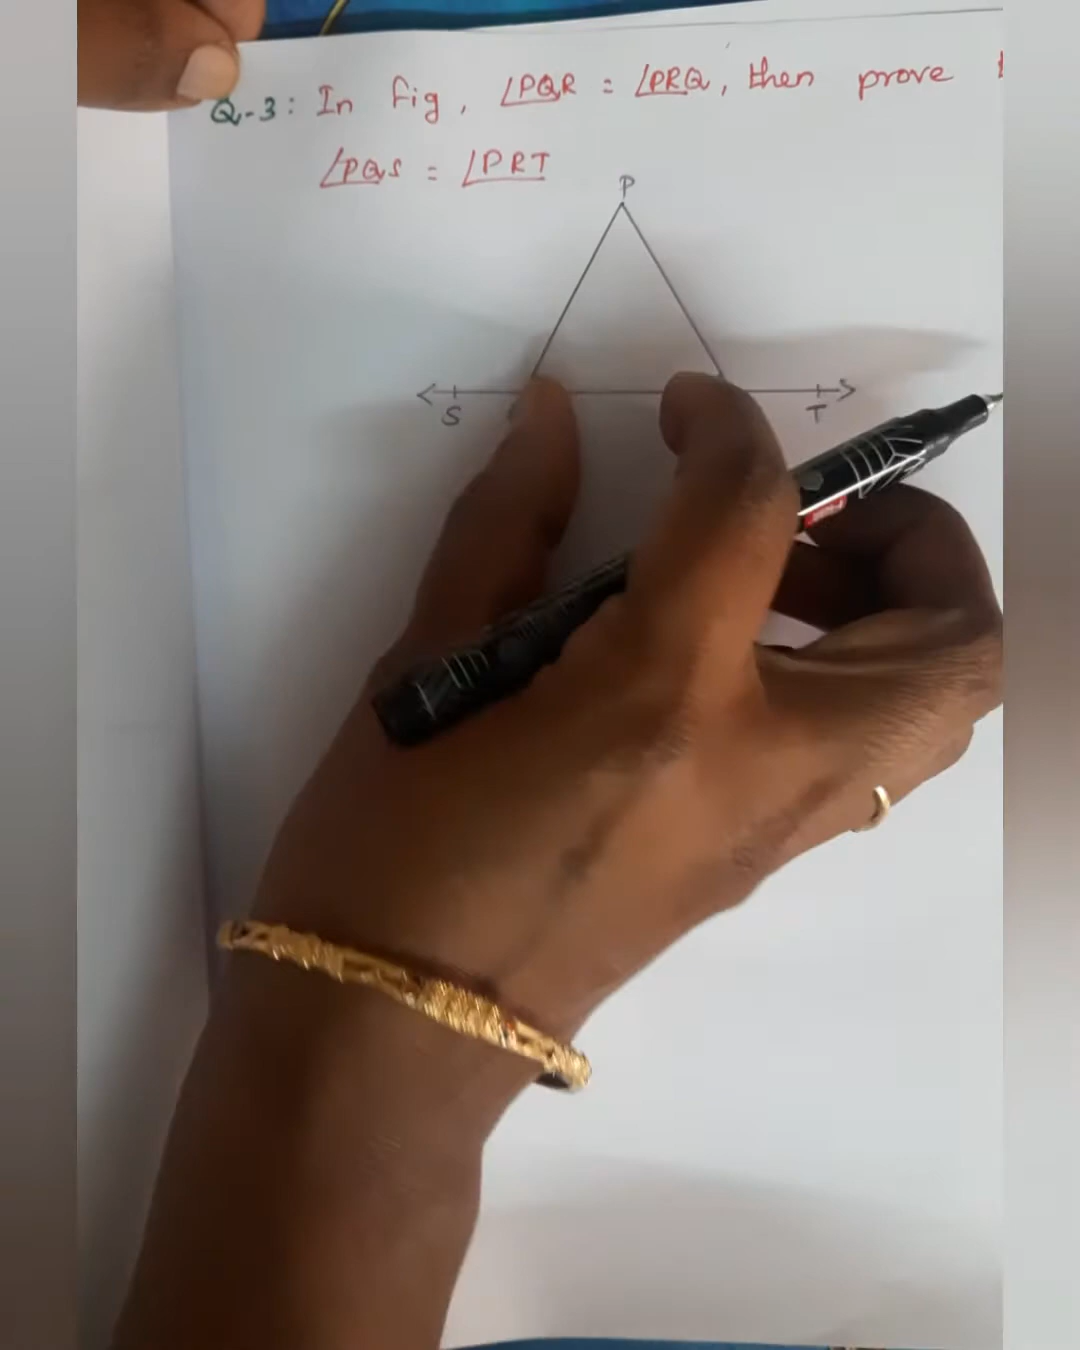 Q-3: In fig, ∠PQR = ∠PRQ, then prove
∠PQS = ∠PRT
P
S
T